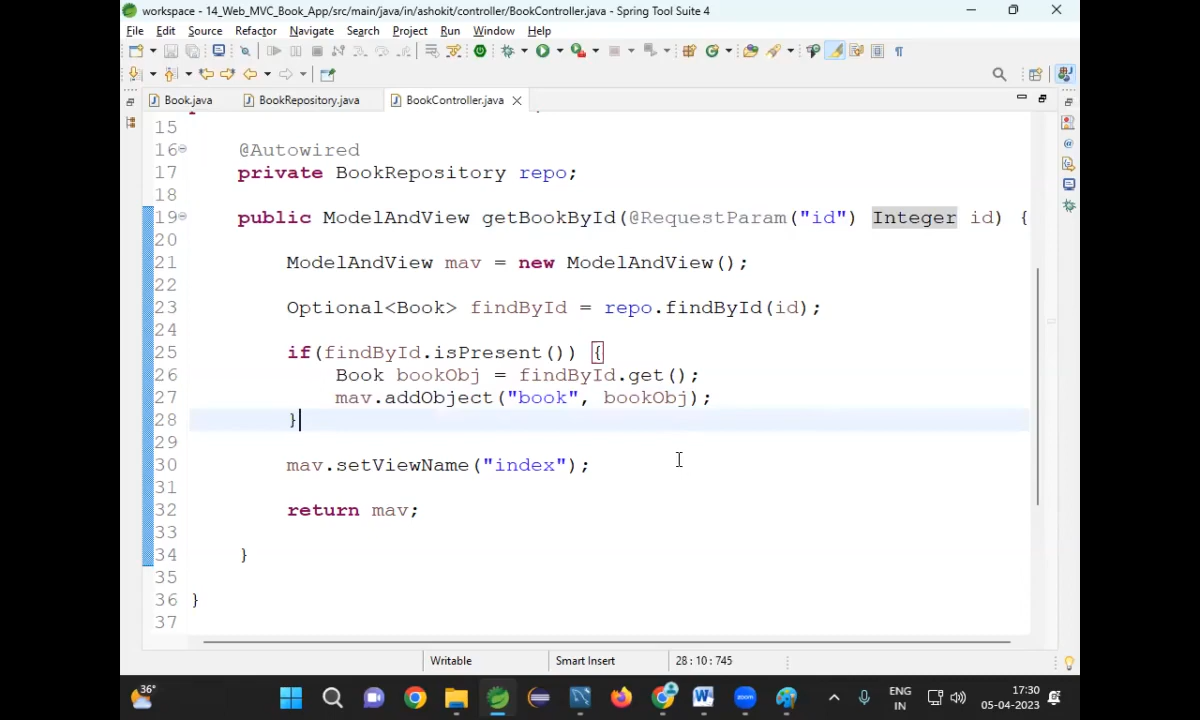 workspace - 14_Web_MVC_Book_App/src/main/java/in/ashokit/controller/BookController.java - Spring Tool Suite 4
File Edit Source Refactor Navigate Search Project Run Window Help
Book.java BookRepository.java BookController.java
15
16 @Autowired
17 private BookRepository repo;
18
19 public ModelAndView getBookById(@RequestParam("id") Integer id) {
20
21 ModelAndView mav = new ModelAndView();
22
23 Optional<Book> findById = repo.findById(id);
24
25 if(findById.isPresent()) {
26 Book bookObj = findById.get();
27 mav.addObject("book", bookObj);
28 }
29
30 mav.setViewName("index");
31
32 return mav;
33
34 }
35
36 }
37
Writable Smart Insert 28 : 10 : 745
36° zoom ENG 17:30
IN 05-04-2023